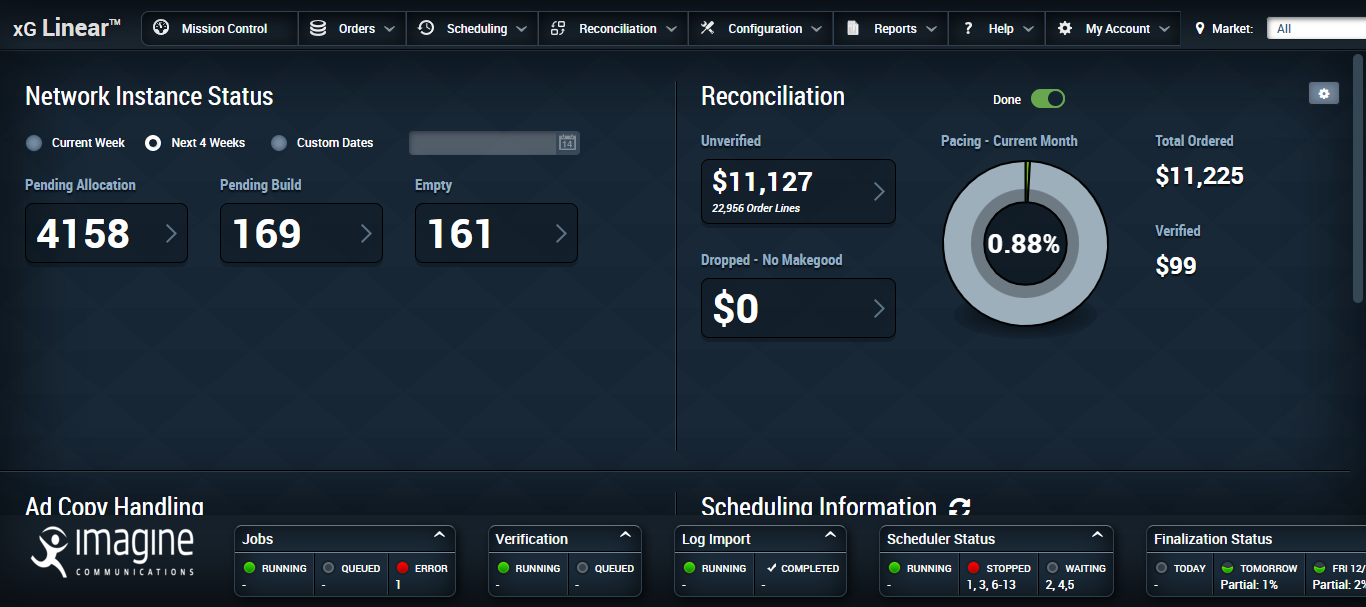 xG Linear™ Mission Control Orders Scheduling Reconciliation Configuration Reports ? Help My Account Market: All
Network Instance Status
Current Week Next 4 Weeks Custom Dates 14
Pending Allocation Pending Build Empty
4158 169 161
Reconciliation Done
Unverified
$11,127
22,956 Order Lines
Dropped - No Makegood
$0
Pacing - Current Month
0.88%
Total Ordered
$11,225
Verified
$99
Ad Copy Handling
Scheduling Information
imagine
COMMUNICATIONS
Jobs
RUNNING QUEUED ERROR
- - 1
Verification
RUNNING QUEUED
- -
Log Import
RUNNING COMPLETED
- -
Scheduler Status
RUNNING STOPPED WAITING
- 1, 3, 6-13 2, 4,5
Finalization Status
TODAY TOMORROW FRI 12/
- Partial: 1% Partial: 2%